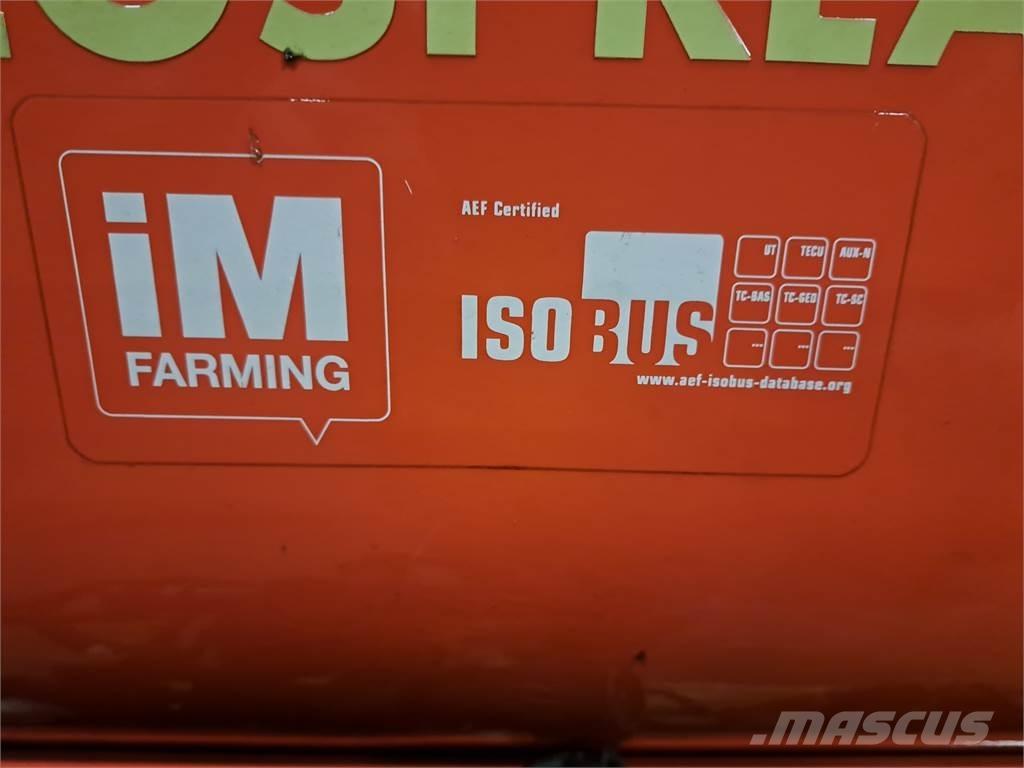 iM
FARMING
AEF Certified
ISOBUS
UT TECU AUX-N
TC-BAS TC-GEO TC-SC
... ... ...
www.aef-isobus-database.org
MASCUS